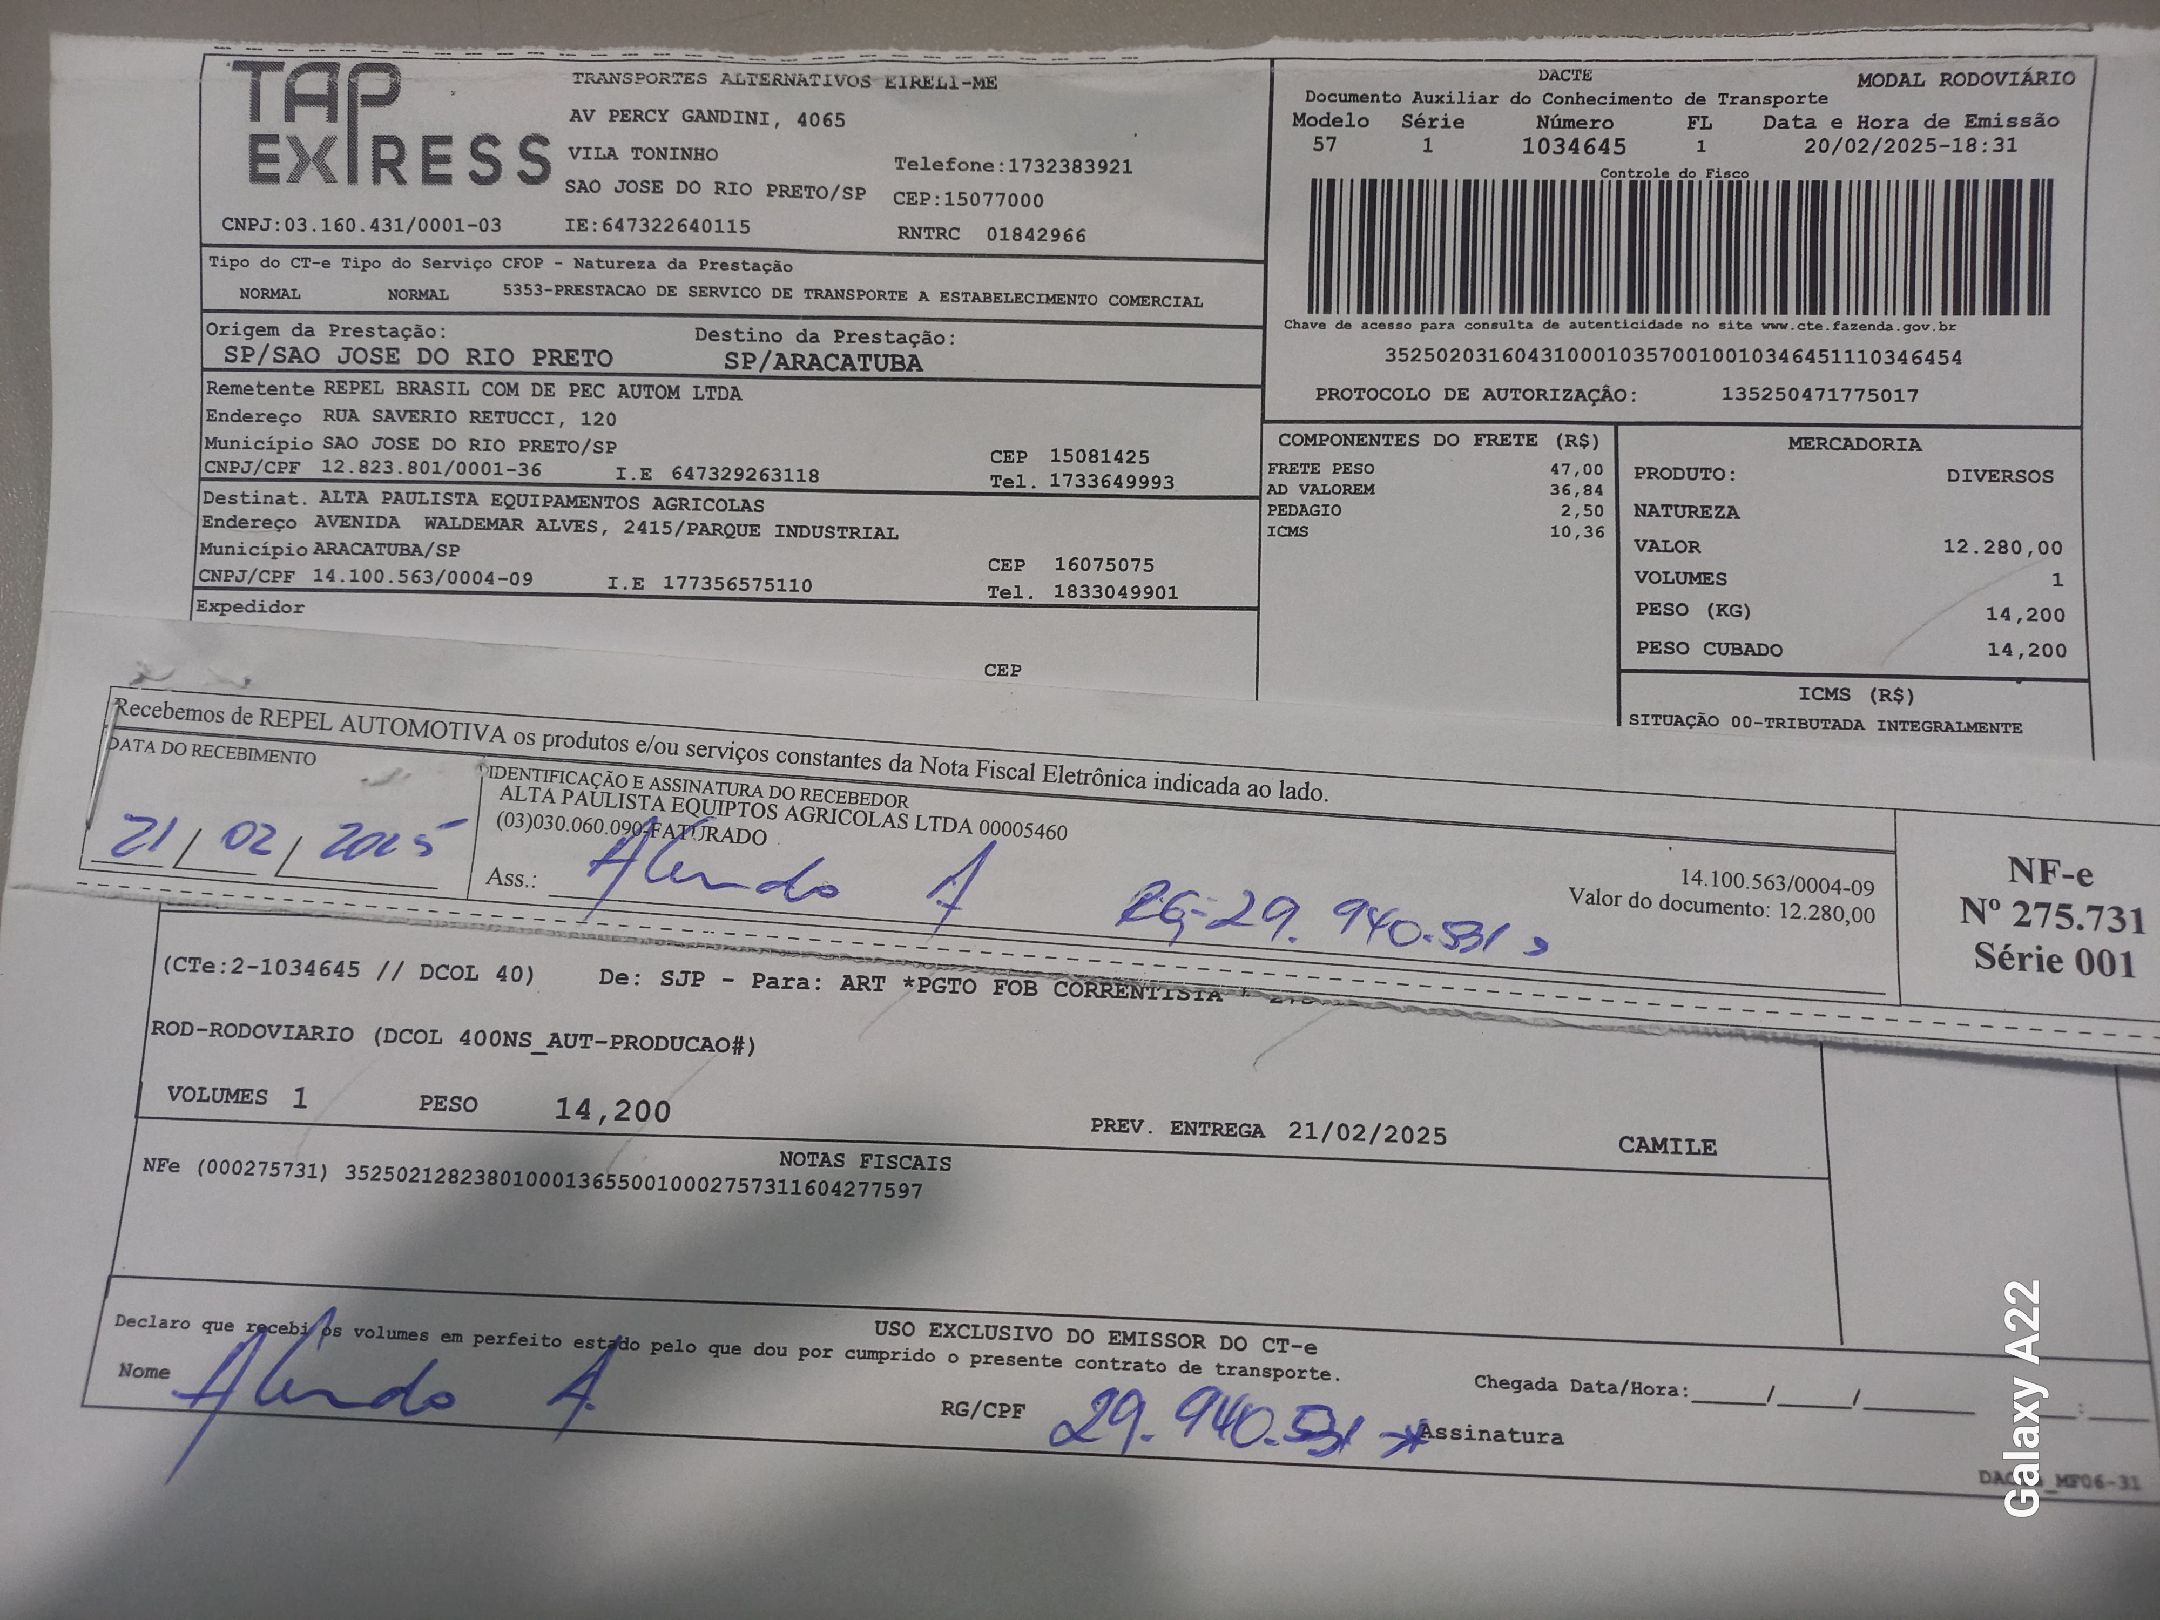 TAP EXPRESS
TRANSPORTES ALTERNATIVOS EIRELI-ME
AV PERCY GANDINI, 4065
VILA TONINHO
Telefone:1732383921
SAO JOSE DO RIO PRETO/SP CEP:15077000
CNPJ:03.160.431/0001-03 IE:647322640115 RNTRC 01842966
DACTE MODAL RODOVIÁRIO
Documento Auxiliar do Conhecimento de Transporte
Modelo Série Número FL Data e Hora de Emissão
57 1 1034645 1 20/02/2025-18:31
Controle do Fisco
Chave de acesso para consulta de autenticidade no site www.cte.fazenda.gov.br
35250203160431000103570010010346451110346454
PROTOCOLO DE AUTORIZAÇÃO: 135250471775017
Tipo do CT-e Tipo do Serviço CFOP - Natureza da Prestação
NORMAL NORMAL 5353-PRESTACAO DE SERVICO DE TRANSPORTE A ESTABELECIMENTO COMERCIAL
Origem da Prestação: Destino da Prestação:
SP/SAO JOSE DO RIO PRETO SP/ARACATUBA
Remetente REPEL BRASIL COM DE PEC AUTOM LTDA
Endereço RUA SAVERIO RETUCCI, 120
Município SAO JOSE DO RIO PRETO/SP CEP 15081425
CNPJ/CPF 12.823.801/0001-36 I.E 647329263118 Tel. 1733649993
Destinat. ALTA PAULISTA EQUIPAMENTOS AGRICOLAS
Endereço AVENIDA WALDEMAR ALVES, 2415/PARQUE INDUSTRIAL
Município ARACATUBA/SP CEP 16075075
CNPJ/CPF 14.100.563/0004-09 I.E 177356575110 Tel. 1833049901
Expedidor
CEP
COMPONENTES DO FRETE (R$)
FRETE PESO 47,00
AD VALOREM 36,84
PEDAGIO 2,50
ICMS 10,36
MERCADORIA
PRODUTO: DIVERSOS
NATUREZA
VALOR 12.280,00
VOLUMES 1
PESO (KG) 14,200
PESO CUBADO 14,200
ICMS (R$)
SITUAÇÃO 00-TRIBUTADA INTEGRALMENTE
Recebemos de REPEL AUTOMOTIVA os produtos e/ou serviços constantes da Nota Fiscal Eletrônica indicada ao lado.
DATA DO RECEBIMENTO
21/02/2025
IDENTIFICAÇÃO E ASSINATURA DO RECEBEDOR
ALTA PAULISTA EQUIPTOS AGRICOLAS LTDA 00005460
(03)030.060.090-FATURADO
Ass.: A RG-29.940.531
14.100.563/0004-09
Valor do documento: 12.280,00
NF-e
Nº 275.731
Série 001
(CTe:2-1034645 // DCOL 40) De: SJP - Para: ART *PGTO FOB CORRENTISTA
ROD-RODOVIARIO (DCOL 400NS_AUT-PRODUCAO#)
VOLUMES 1 PESO 14,200 PREV. ENTREGA 21/02/2025 CAMILE
NOTAS FISCAIS
NFe (000275731) 35250212823801000136550010002757311604277597
USO EXCLUSIVO DO EMISSOR DO CT-e
Declaro que recebi os volumes em perfeito estado pelo que dou por cumprido o presente contrato de transporte.
Nome A. RG/CPF 29.940.531 Assinatura
Chegada Data/Hora:____/____/______ __:__
MF06-31
Galaxy A22